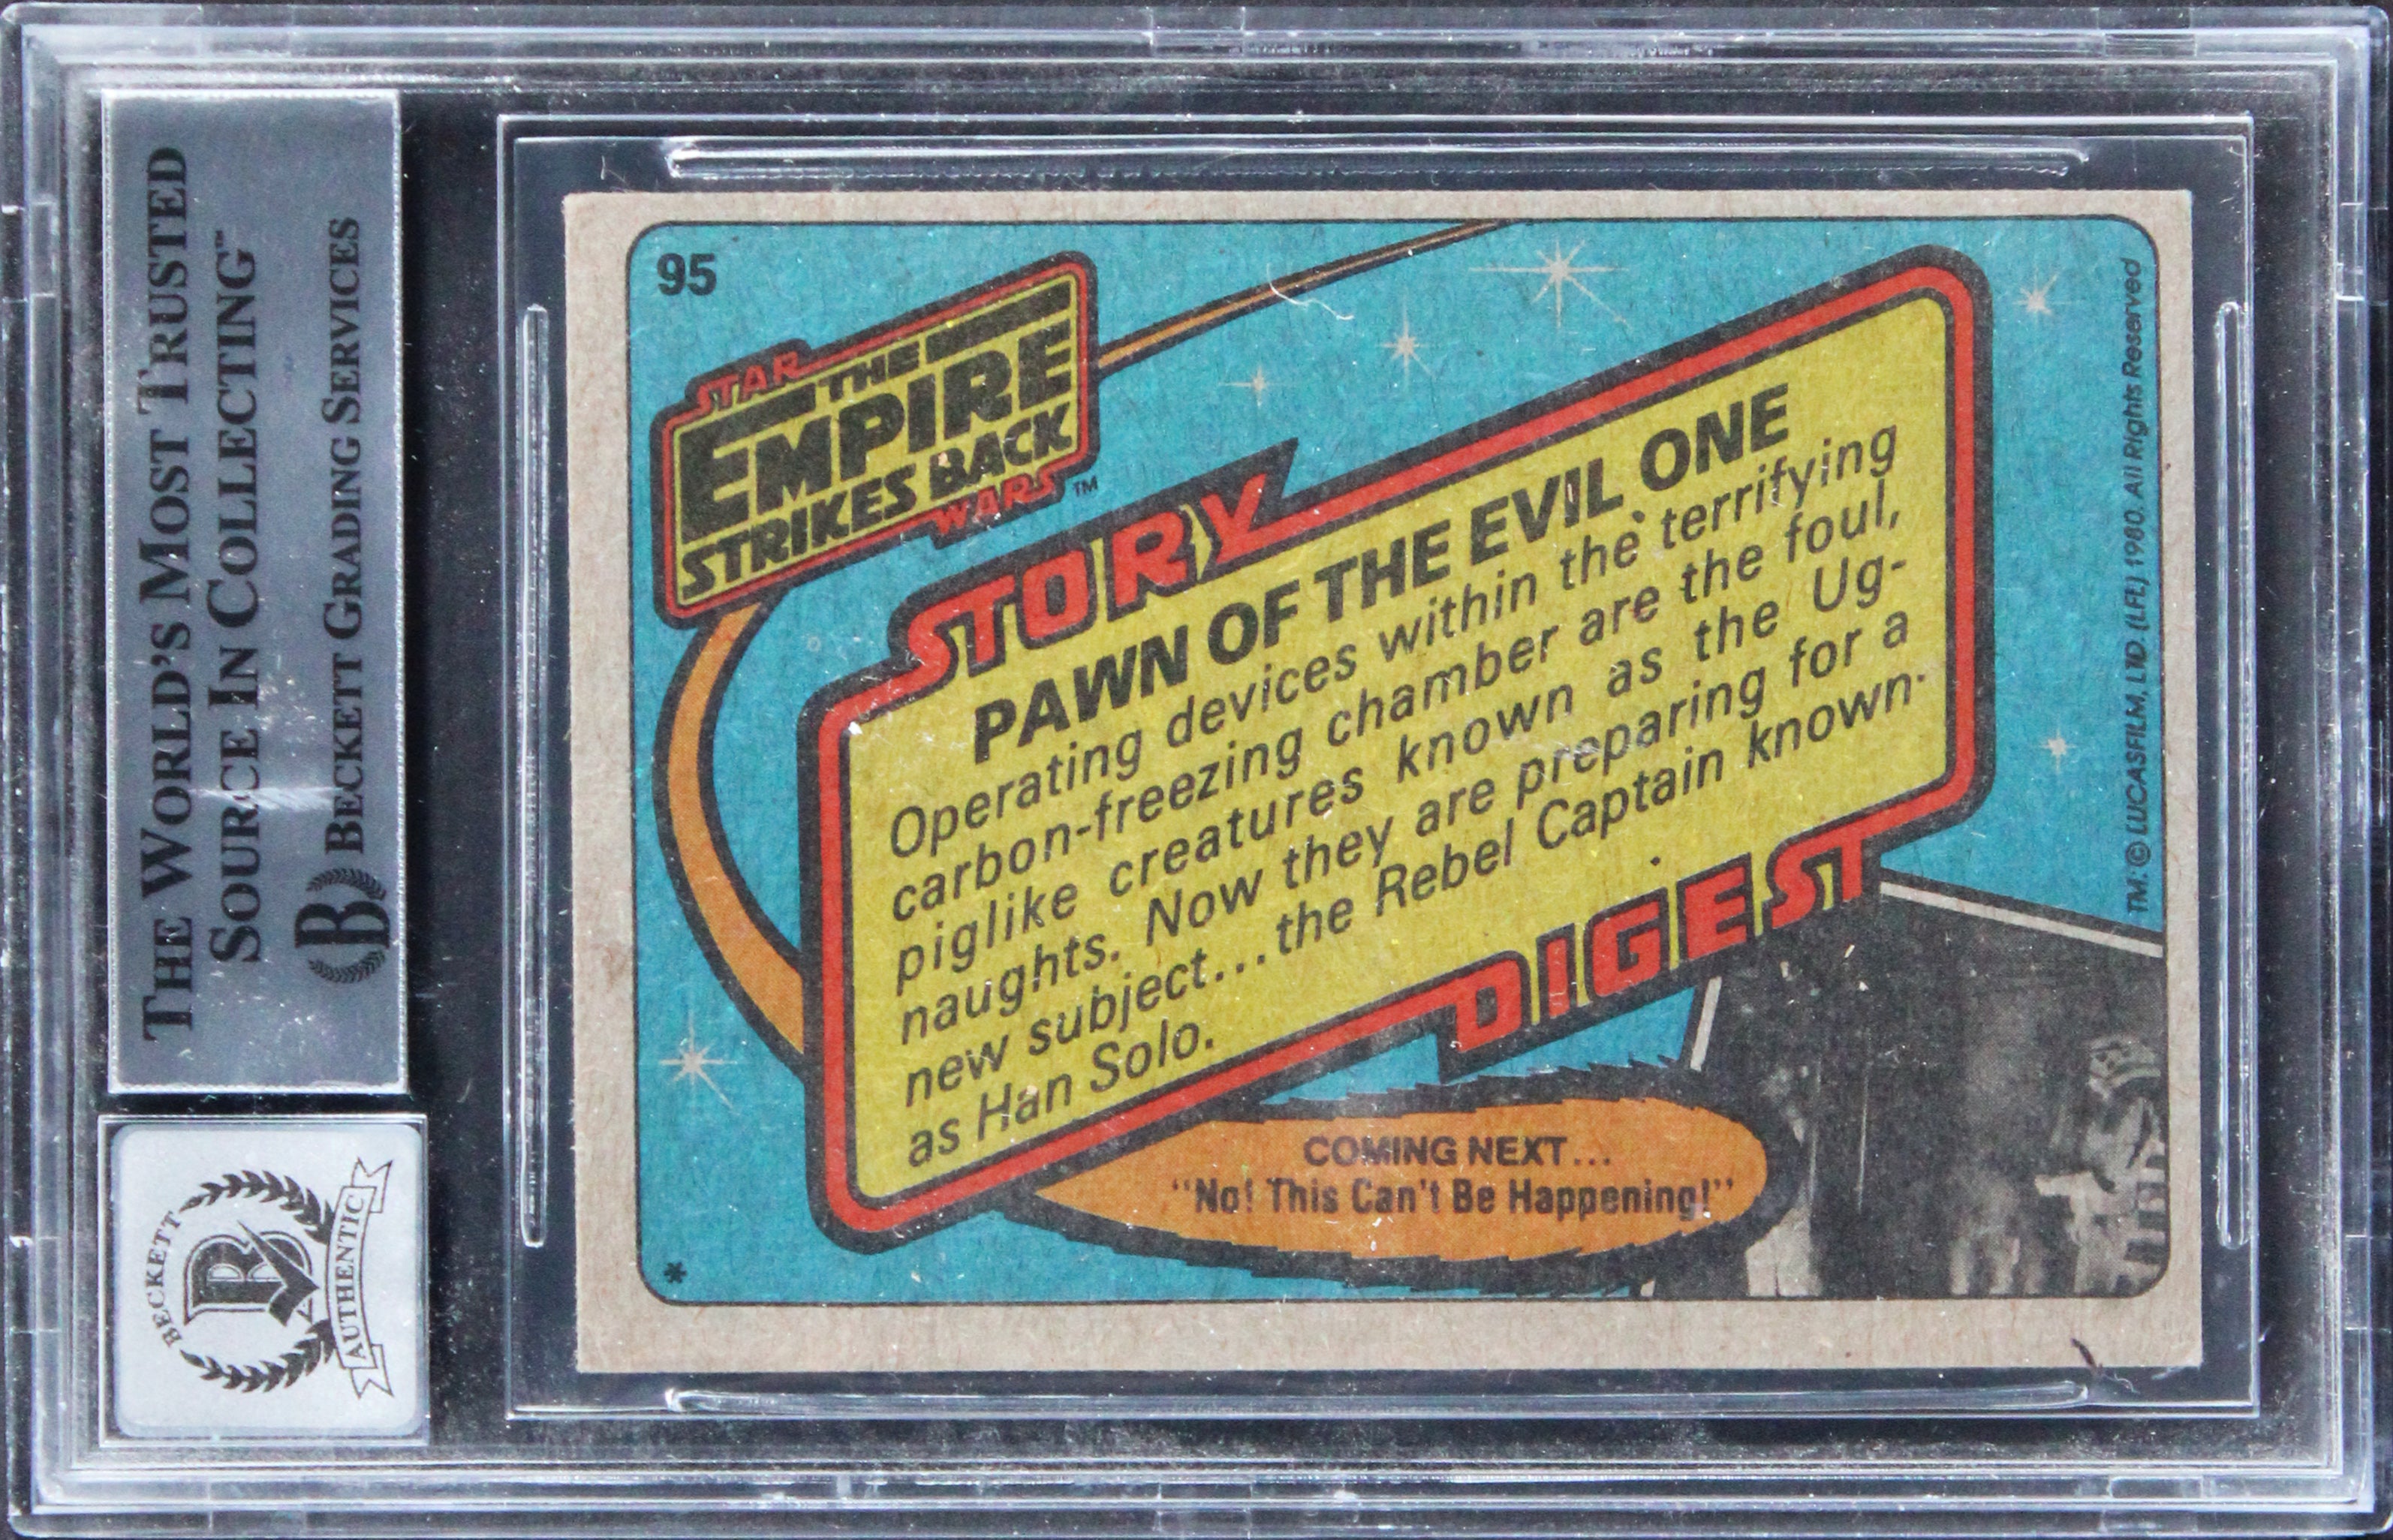 THE WORLD'S MOST TRUSTED
SOURCE IN COLLECTING™
B BECKETT GRADING SERVICES
BECKETT
B
AUTHENTIC
95
STAR
THE
EMPIRE
STRIKES BACK
WARS™
STORY
PAWN OF THE EVIL ONE
Operating devices within the terrifying
carbon-freezing chamber are the foul,
piglike creatures known as the Ug-
naughts. Now they are preparing for a
new subject...the Rebel Captain known
as Han Solo.
DIGEST
COMING NEXT...
"No! This Can't Be Happening!"
*
TM: © LUCASFILM, LTD. (LFL) 1980. All Rights Reserved